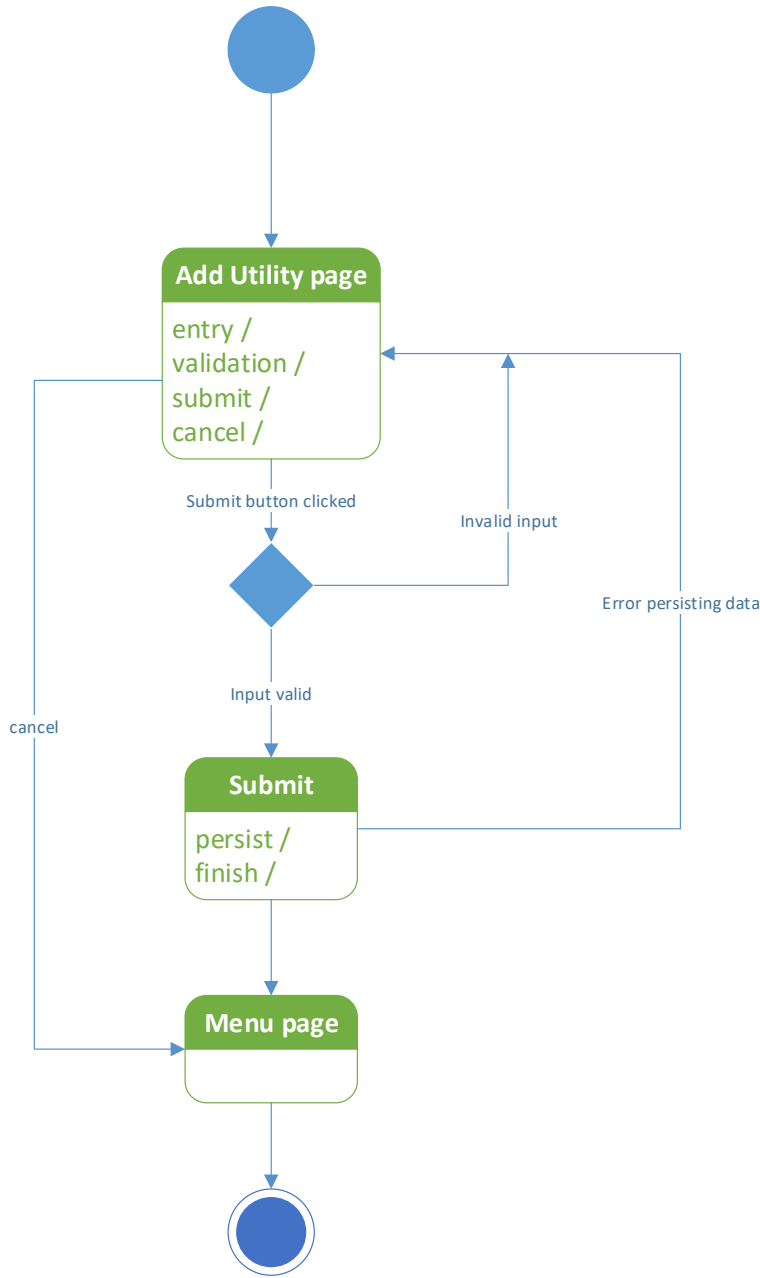 Add Utility page
entry /
validation /
submit /
cancel /
Submit button clicked
Invalid input
Error persisting data
Input valid
cancel
Submit
persist /
finish /
Menu page